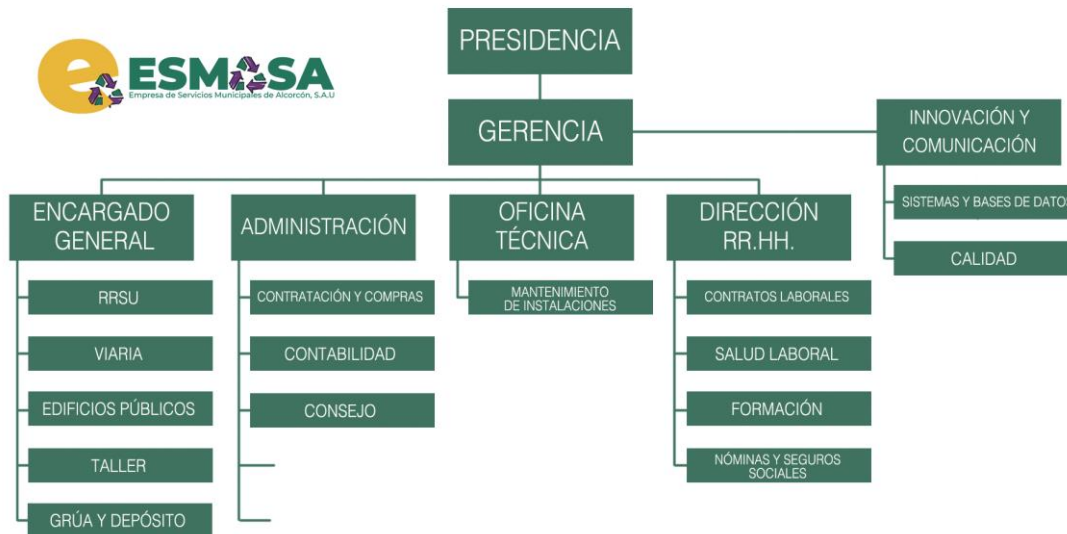 PRESIDENCIA
ESMASA
Empresa de Servicios Municipales de Alcorcón, S.A.U
GERENCIA
INNOVACIÓN Y
COMUNICACIÓN
SISTEMAS Y BASES DE DATOS
CALIDAD
ENCARGADO
GENERAL
RRSU
VIARIA
EDIFICIOS PÚBLICOS
TALLER
GRÚA Y DEPÓSITO
ADMINISTRACIÓN
CONTRATACIÓN Y COMPRAS
CONTABILIDAD
CONSEJO
OFICINA
TÉCNICA
MANTENIMIENTO
DE INSTALACIONES
DIRECCIÓN
RR.HH.
CONTRATOS LABORALES
SALUD LABORAL
FORMACIÓN
NÓMINAS Y SEGUROS
SOCIALES